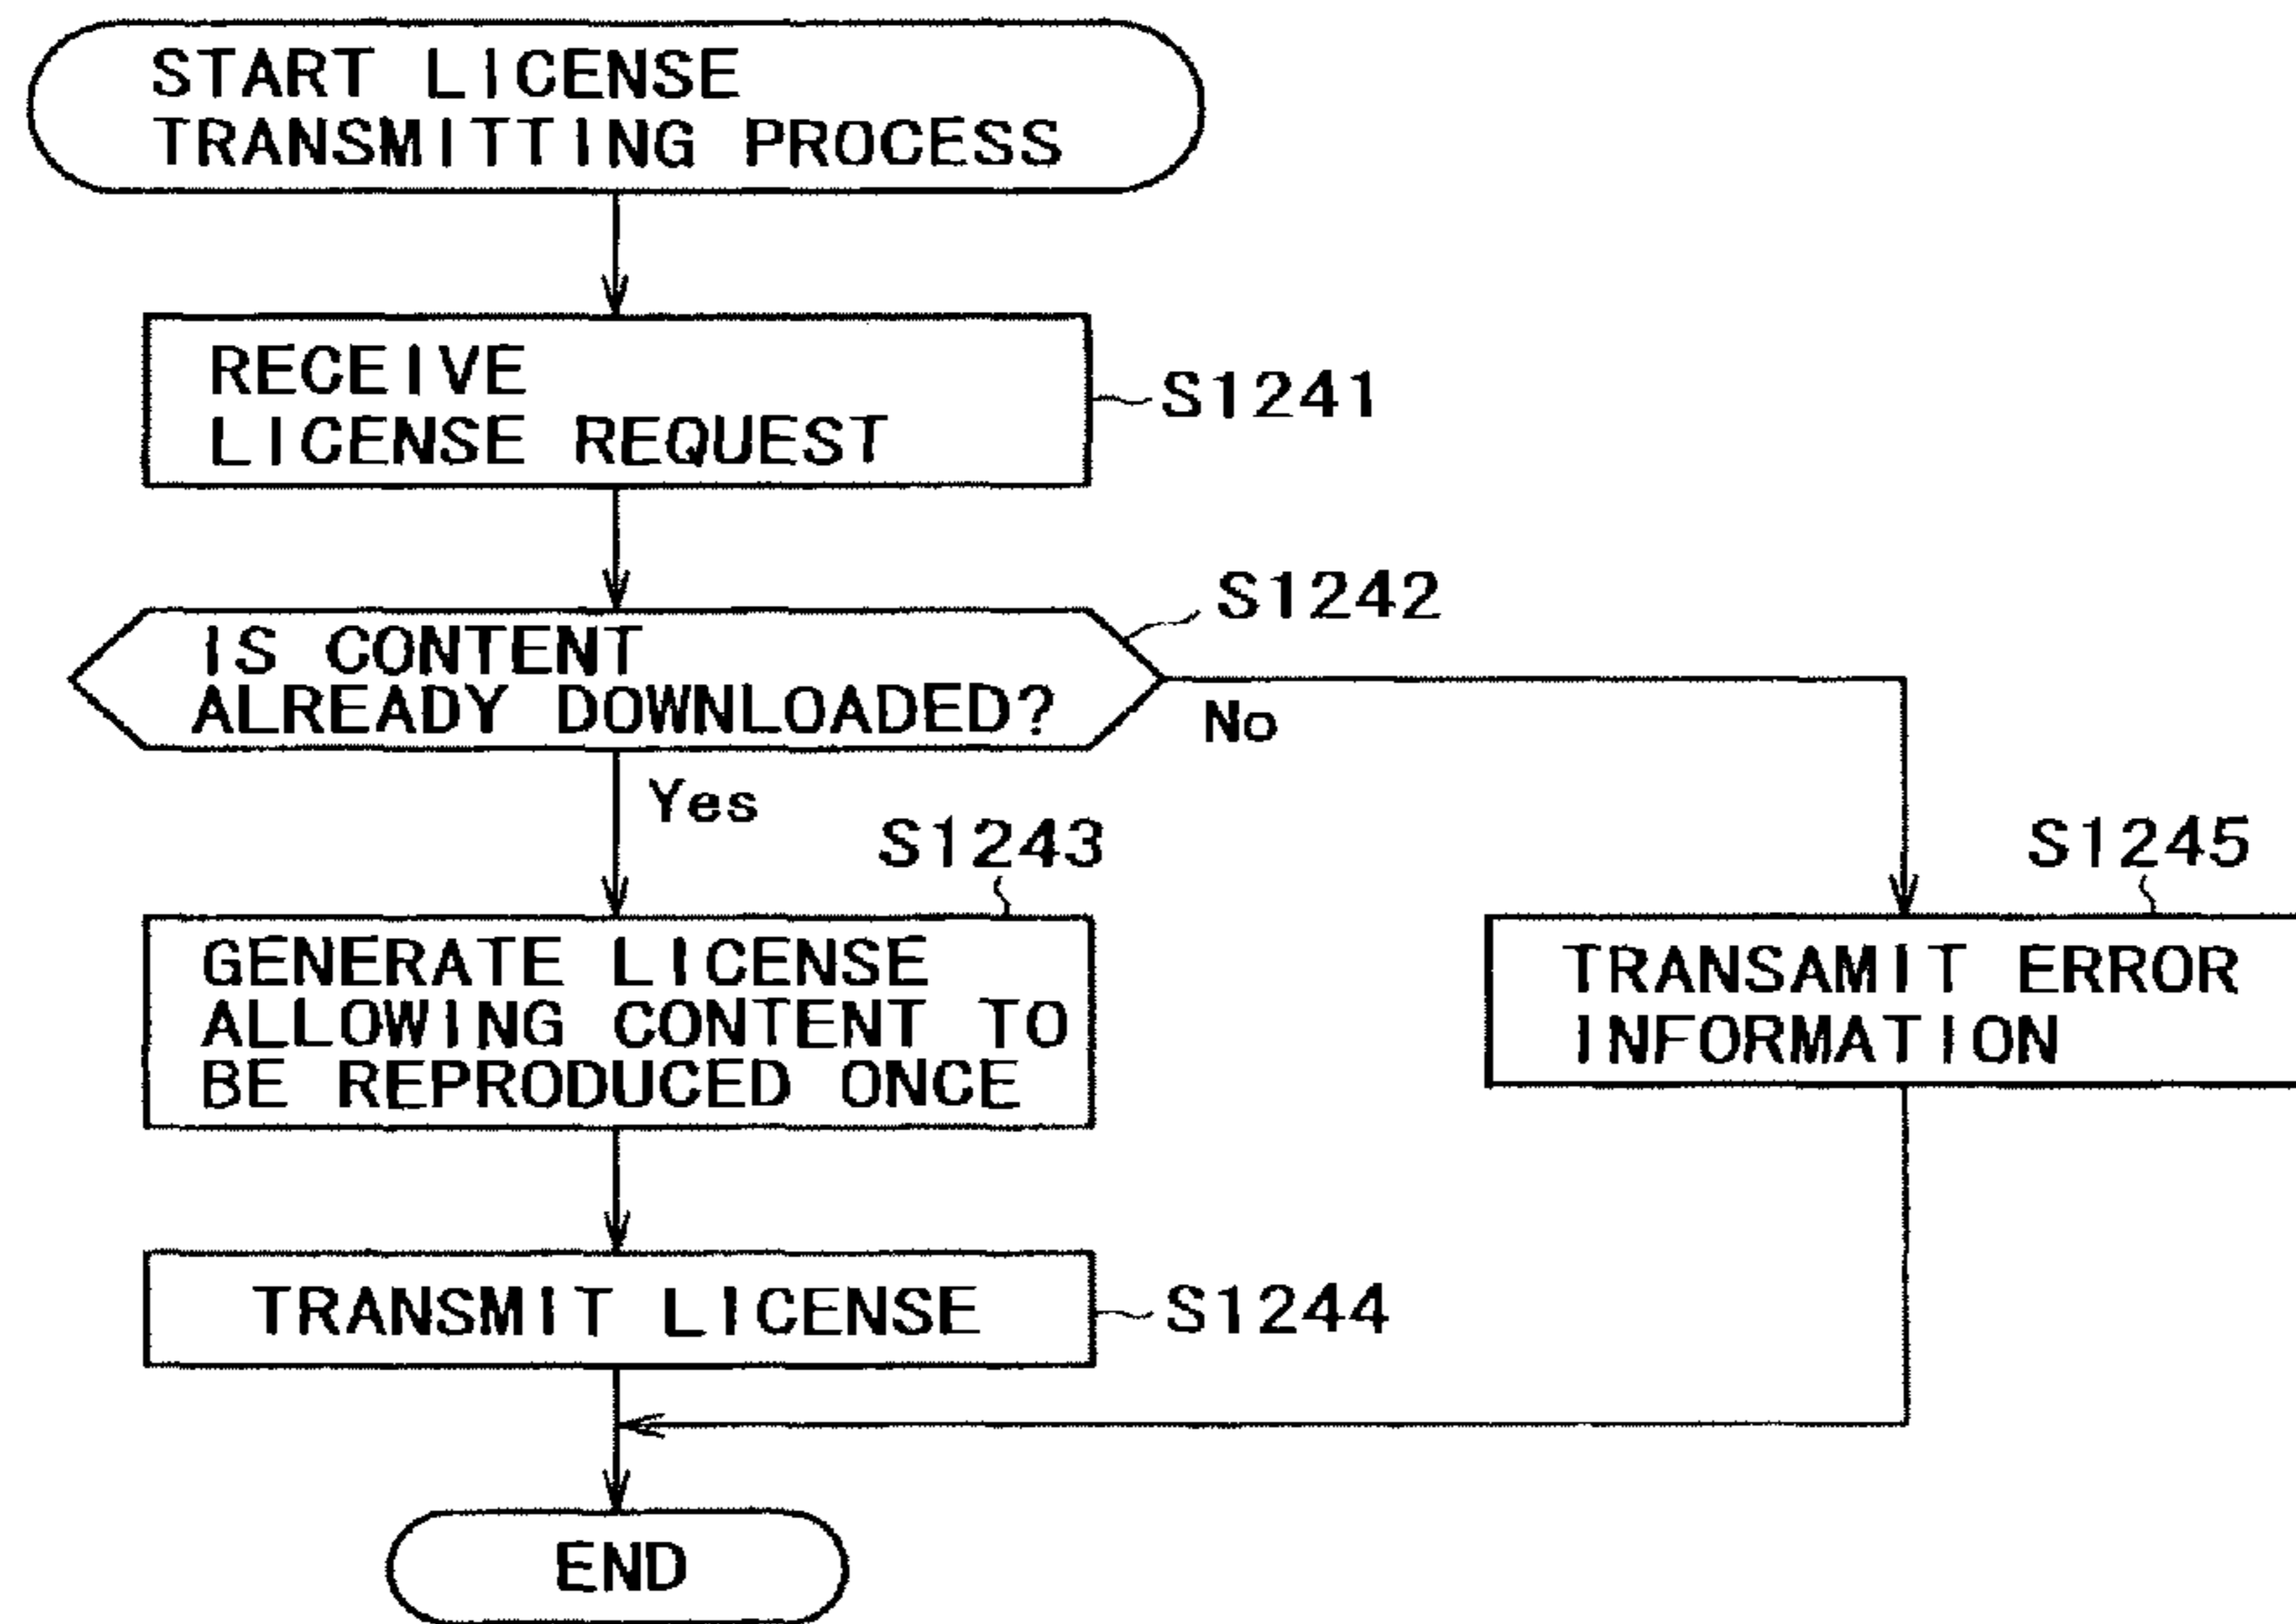 START LICENSE
TRANSMITTING PROCESS
RECEIVE
LICENSE REQUEST
S1241
S1242
IS CONTENT
ALREADY DOWNLOADED?
No
Yes
S1243
GENERATE LICENSE
ALLOWING CONTENT TO
BE REPRODUCED ONCE
S1245
TRANSAMIT ERROR
INFORMATION
TRANSMIT LICENSE
S1244
END